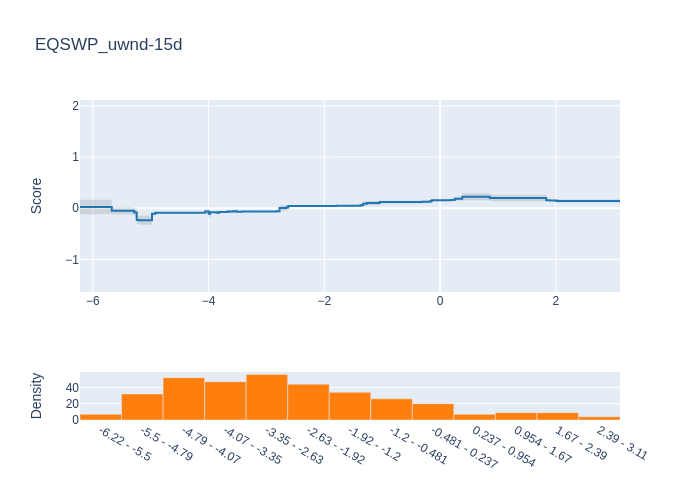 EQSWP_uwnd-15d
2
1
0
−1
Score
−6
−4
−2
0
2
40
20
0
Density
-6.22 - -5.5
-5.5 - -4.79
-4.79 - -4.07
-4.07 - -3.35
-3.35 - -2.63
-2.63 - -1.92
-1.92 - -1.2
-1.2 - -0.481
-0.481 - 0.237
0.237 - 0.954
0.954 - 1.67
1.67 - 2.39
2.39 - 3.11